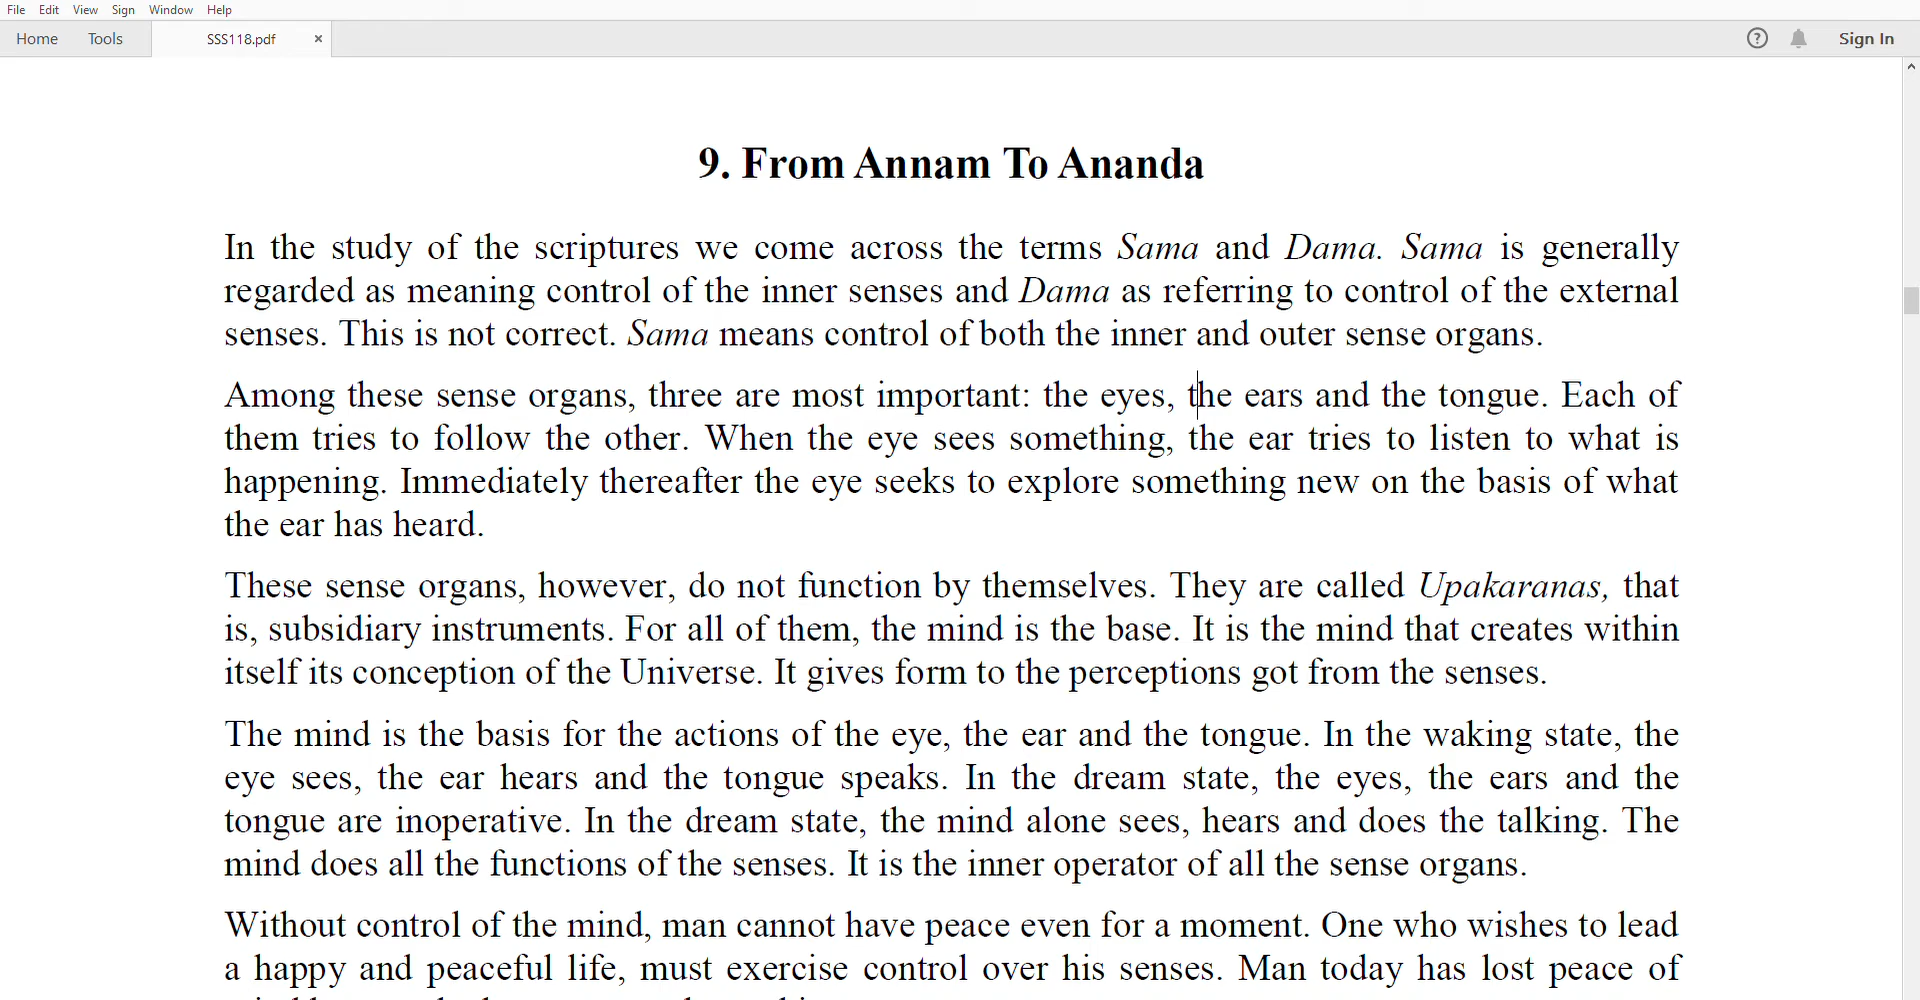 File Edit View Sign Window Help
Home Tools SSS118.pdf × ? Sign In
9. From Annam To Ananda
In the study of the scriptures we come across the terms Sama and Dama. Sama is generally
regarded as meaning control of the inner senses and Dama as referring to control of the external
senses. This is not correct. Sama means control of both the inner and outer sense organs.
Among these sense organs, three are most important: the eyes, the ears and the tongue. Each of
them tries to follow the other. When the eye sees something, the ear tries to listen to what is
happening. Immediately thereafter the eye seeks to explore something new on the basis of what
the ear has heard.
These sense organs, however, do not function by themselves. They are called Upakaranas, that
is, subsidiary instruments. For all of them, the mind is the base. It is the mind that creates within
itself its conception of the Universe. It gives form to the perceptions got from the senses.
The mind is the basis for the actions of the eye, the ear and the tongue. In the waking state, the
eye sees, the ear hears and the tongue speaks. In the dream state, the eyes, the ears and the
tongue are inoperative. In the dream state, the mind alone sees, hears and does the talking. The
mind does all the functions of the senses. It is the inner operator of all the sense organs.
Without control of the mind, man cannot have peace even for a moment. One who wishes to lead
a happy and peaceful life, must exercise control over his senses. Man today has lost peace of